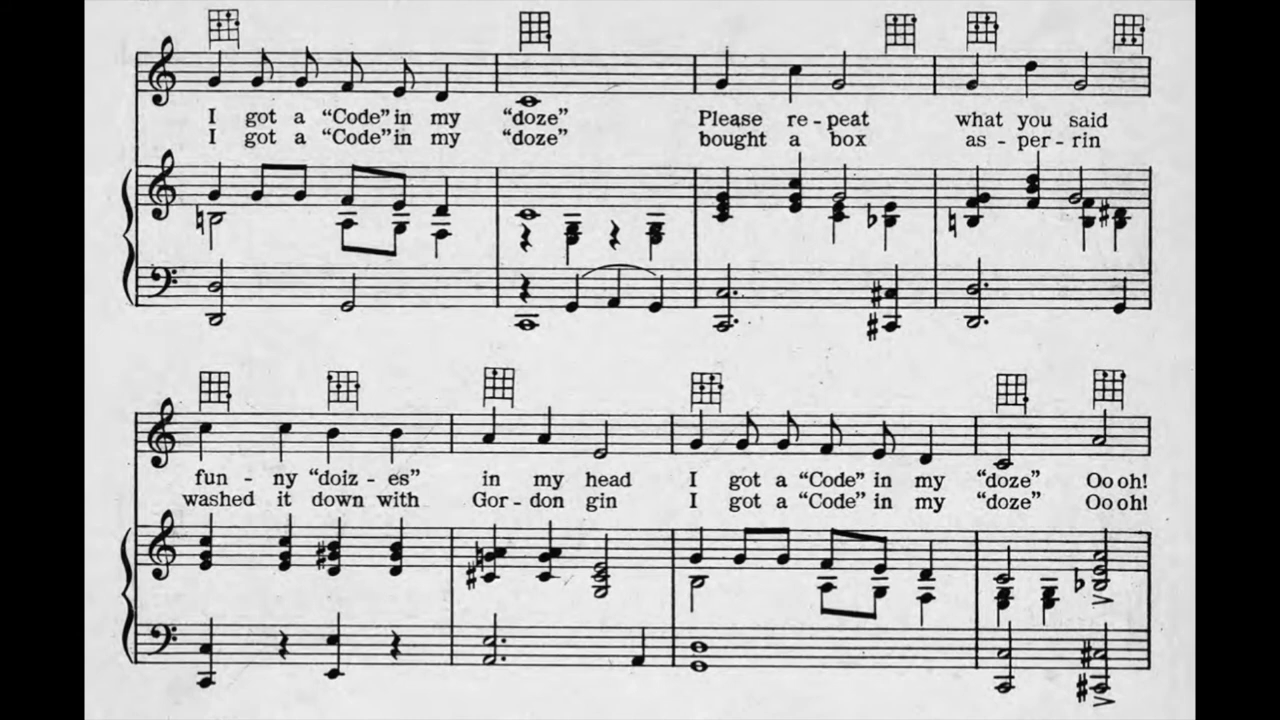 I got a “Code” in my “doze” Please re-peat what you said
I got a “Code” in my “doze” bought a box as-per-rin
fun-ny “doiz-es” in my head I got a “Code” in my “doze” Oo oh!
washed it down with Gor-don gin I got a “Code” in my “doze” Oo oh!